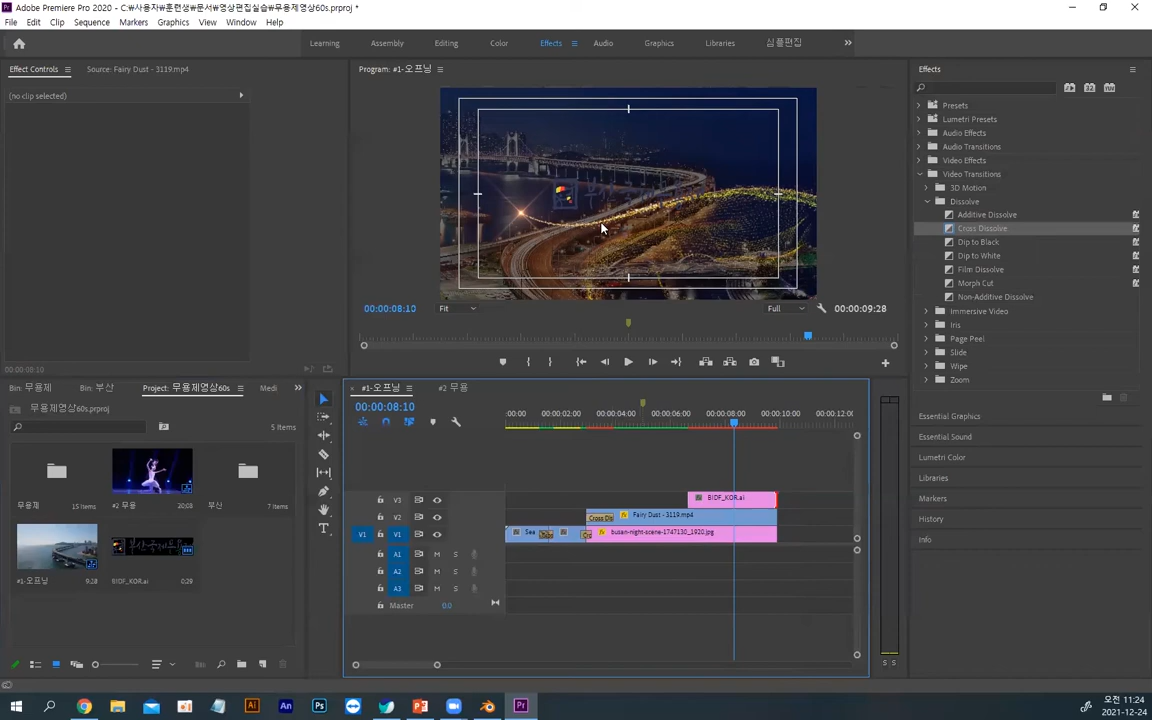 Adobe Premiere Pro 2020 - C:₩사용자₩훈련생₩문서₩영상편집실습₩무용제영상60s.prproj *
File Edit Clip Sequence Markers Graphics View Window Help
Learning Assembly Editing Color Effects Audio Graphics Libraries 심플편집
Effect Controls Source: Fairy Dust - 3119.mp4 Program: #1-오프닝 Effects
(no clip selected)
Presets
Lumetri Presets
Audio Effects
Audio Transitions
Video Effects
Video Transitions
3D Motion
Dissolve
Additive Dissolve
Cross Dissolve
Dip to Black
Dip to White
Film Dissolve
Morph Cut
Non-Additive Dissolve
Immersive Video
Iris
Page Peel
Slide
Wipe
Zoom
00:00:08:10 Fit Full 00:00:09:28
00:00:00:00
Bin: 무용제 Bin: 부산 Project: 무용제영상60s Medi
무용제영상60s.prproj
5 Items
무용제 15 Items
#2 무용 20;03
부산 7 Items
#1-오프닝 9:28
BIDF_KOR.ai 0;29
#1-오프닝 #2 무용
00:00:08:10
:00:00 00:00:02:00 00:00:04:00 00:00:06:00 00:00:08:00 00:00:10:00 00:00:12:00
V3 BIDF_KOR.ai
V2 Cross Dis Fairy Dust - 3119.mp4
V1 V1 Sea busan-night-scene-1747130_1920.jpg
A1 M S
A2 M S
A3 M S
Master 0.0
S S
Essential Graphics
Essential Sound
Lumetri Color
Libraries
Markers
History
Info
오전 11:24
2021-12-24